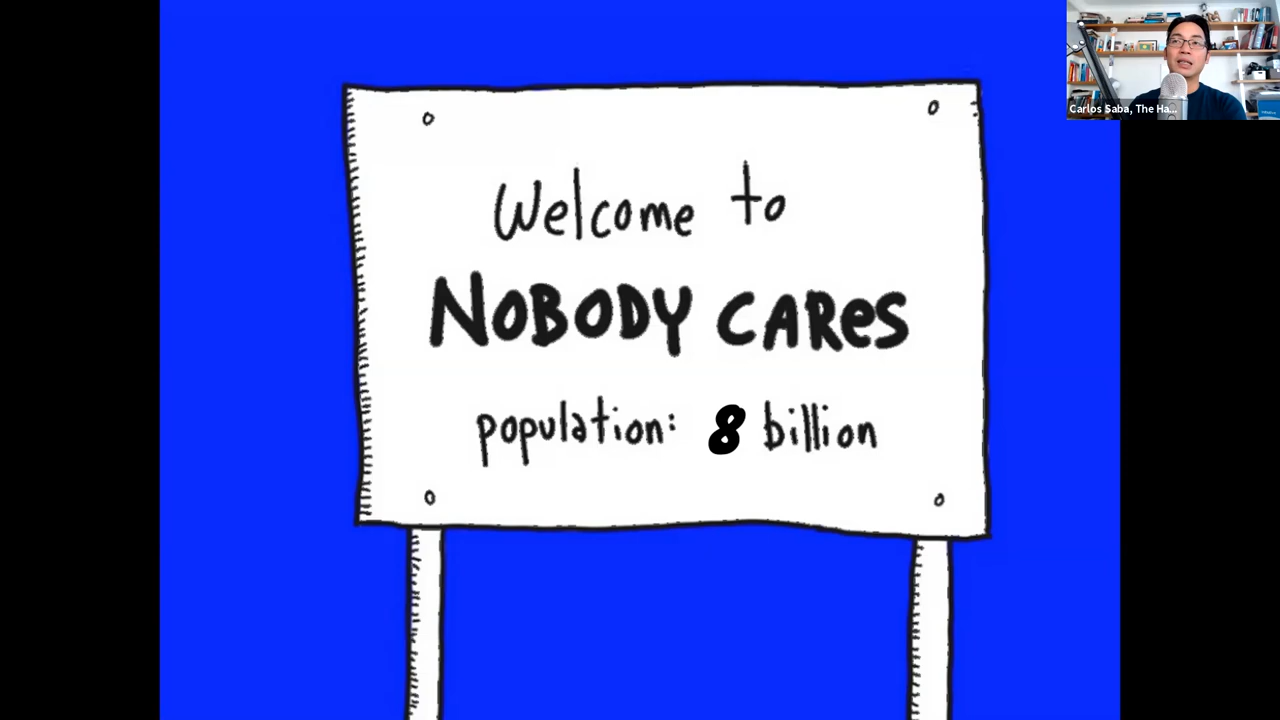 Welcome to
NOBODY CARES
population: 8 billion
Carlos Saba, The Ha...